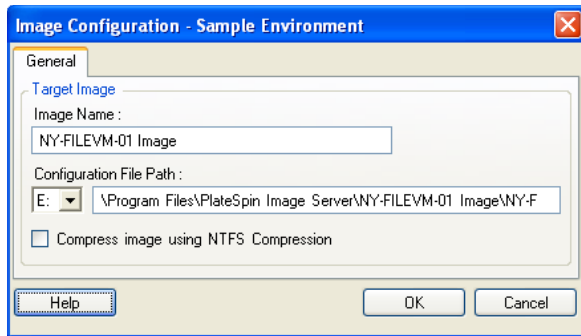 Image Configuration - Sample Environment
General
Target Image
Image Name :
NY-FILEVM-01 Image
Configuration File Path :
E: \Program Files\PlateSpin Image Server\NY-FILEVM-01 Image\NY-F
Compress image using NTFS Compression
Help OK Cancel